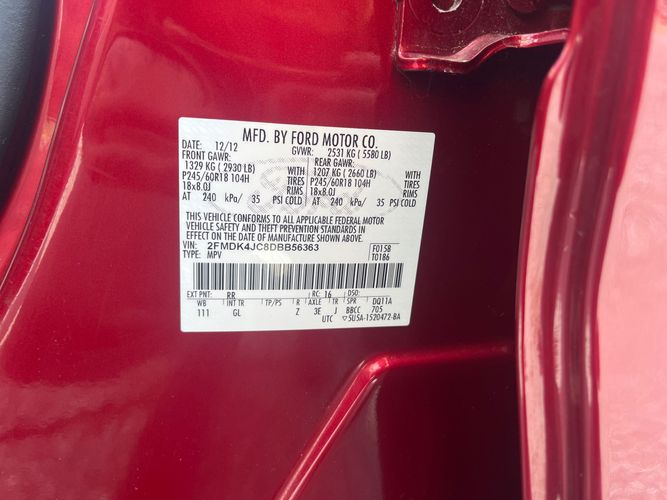 MFD. BY FORD MOTOR CO.
DATE: 12/12 GVWR: 2531 KG ( 5580 LB)
FRONT GAWR: REAR GAWR:
1329 KG ( 2930 LB) WITH 1207 KG ( 2660 LB) WITH
P245/60R18 104H TIRES P245/60R18 104H TIRES
18x8.0J RIMS 18x8.0J RIMS
AT 240 kPa/ 35 PSI COLD AT 240 kPa/ 35 PSI COLD
THIS VEHICLE CONFORMS TO ALL APPLICABLE FEDERAL MOTOR
VEHICLE SAFETY AND THEFT PREVENTION STANDARDS IN
EFFECT ON THE DATE OF MANUFACTURE SHOWN ABOVE.
VIN: 2FMDK4JC8DBB56363 F0158
TYPE: MPV T0186
EXT PNT: RR RC: 16 DSO:
WB INT TR TP/PS R AXLE TR SPR DQ11A
111 GL Z 3E J BBCC 705
UTC ▽5U5A-1520472-BA